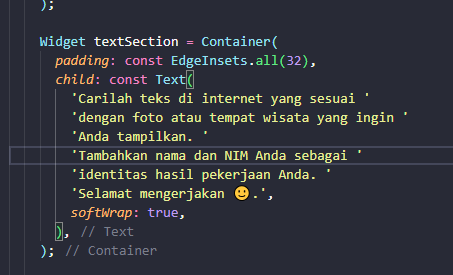 );
Widget textSection = Container(
padding: const EdgeInsets.all(32),
child: const Text(
'Carilah teks di internet yang sesuai '
'dengan foto atau tempat wisata yang ingin '
'Anda tampilkan. '
'Tambahkan nama dan NIM Anda sebagai '
'identitas hasil pekerjaan Anda. '
'Selamat mengerjakan 🙂.',
softWrap: true,
), // Text
); // Container